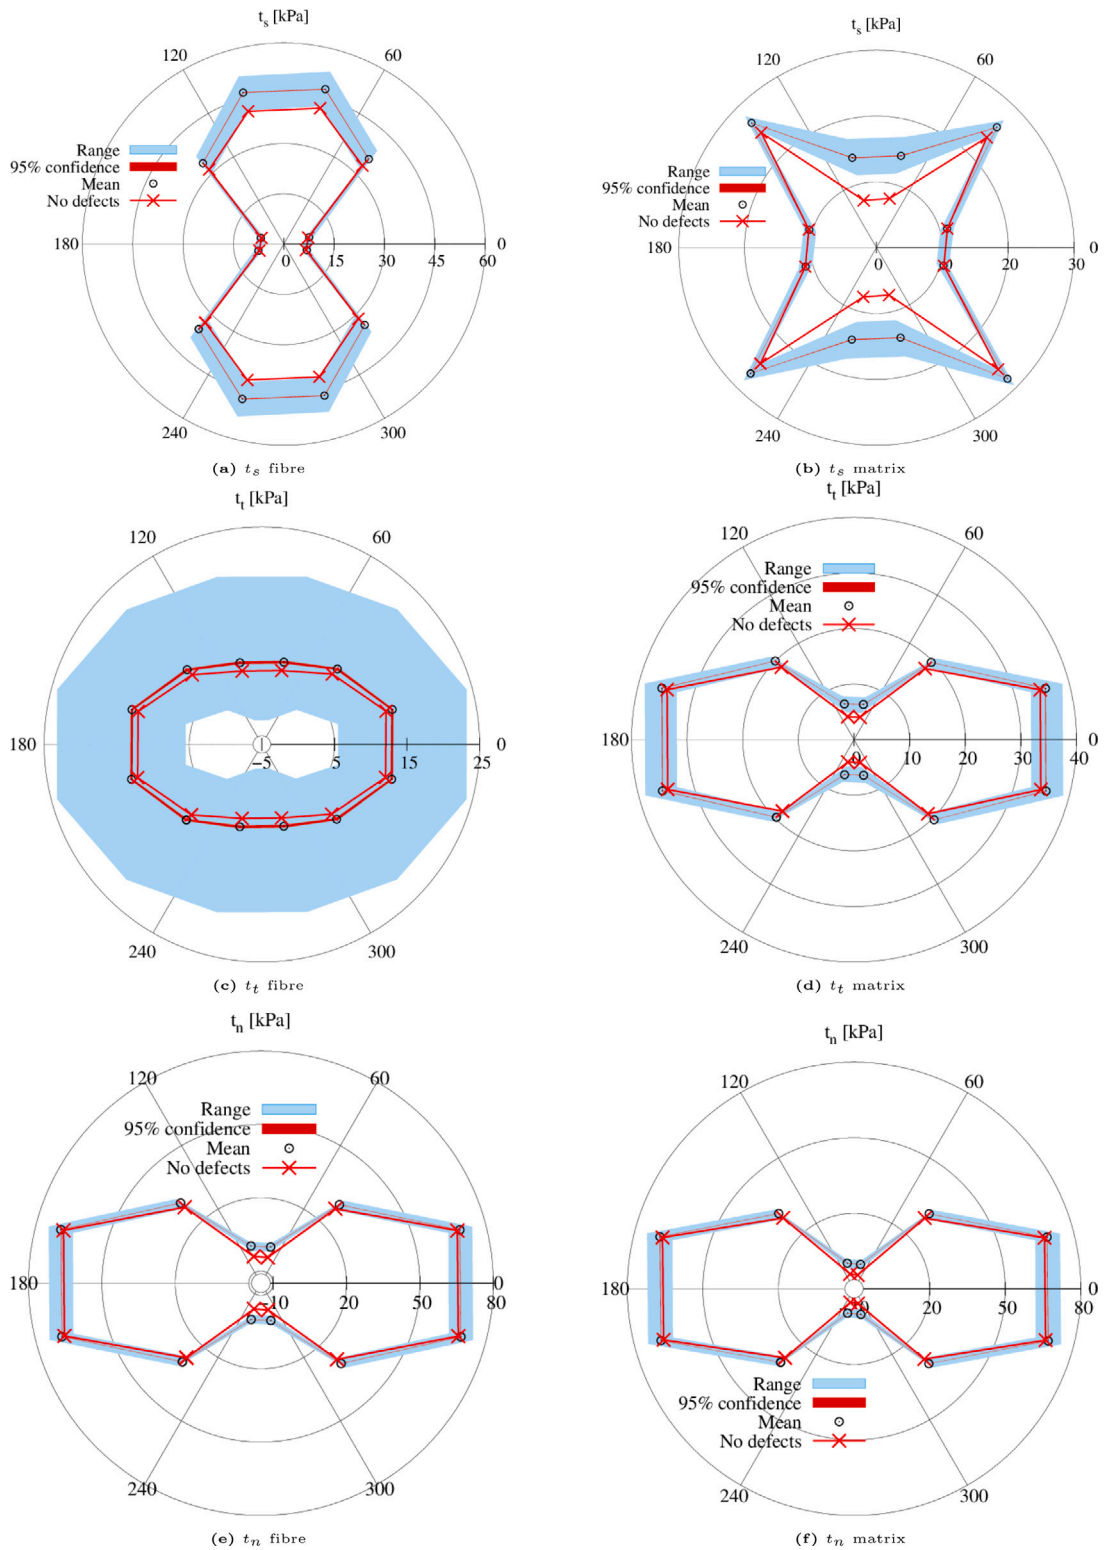 t_s [kPa]
120
60
Range
95% confidence
Mean
No defects
180
0
15
30
45
60
0
240
300
(a) t_s fibre
t_s [kPa]
120
60
Range
95% confidence
Mean
No defects
180
0
10
20
30
0
240
300
(b) t_s matrix
t_t [kPa]
120
60
180
−5
5
15
25
0
240
300
(c) t_t fibre
t_t [kPa]
120
60
Range
95% confidence
Mean
No defects
180
0
10
20
30
40
0
240
300
(d) t_t matrix
t_n [kPa]
120
60
Range
95% confidence
Mean
No defects
180
10
20
50
80
0
240
300
(e) t_n fibre
t_n [kPa]
120
60
180
0
20
50
80
0
Range
95% confidence
Mean
No defects
240
300
(f) t_n matrix